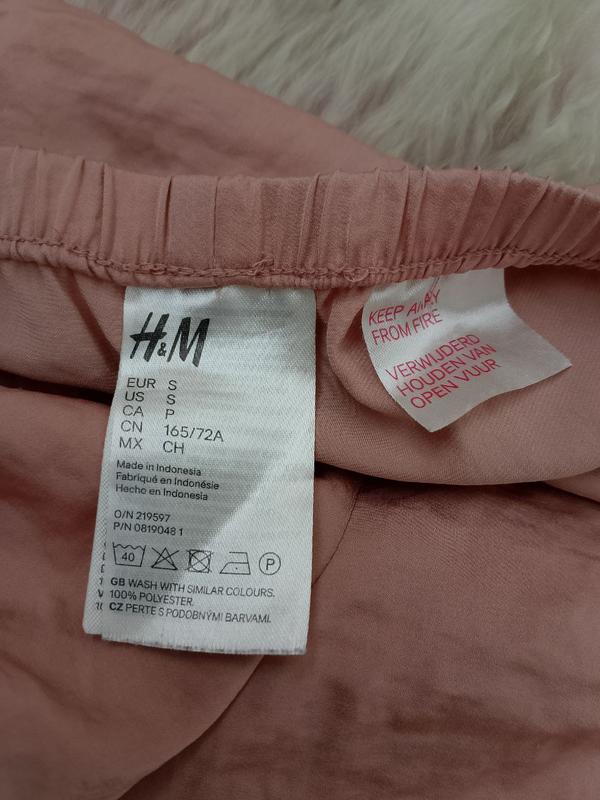 H&M
EUR S
US S
CA P
CN 165/72A
MX CH
Made in Indonesia
Fabriqué en Indonésie
Hecho en Indonesia
O/N 219597
P/N 0819048 1
40
P
GB WASH WITH SIMILAR COLOURS.
100% POLYESTER.
CZ PERTE S PODOBNÝMI BARVAMI.
KEEP AWAY
FROM FIRE
VERWIJDERD
HOUDEN VAN
OPEN VUUR